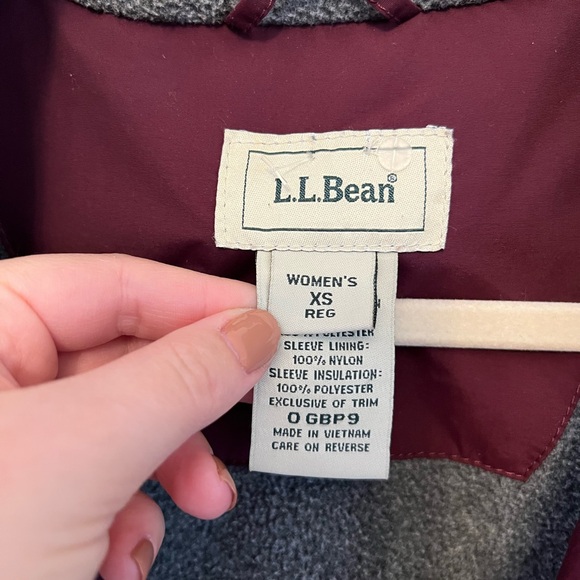 L.L.Bean®
WOMEN'S
XS
REG
POLYESTER
SLEEVE LINING:
100% NYLON
SLEEVE INSULATION:
100% POLYESTER
EXCLUSIVE OF TRIM
0 GBP9
MADE IN VIETNAM
CARE ON REVERSE